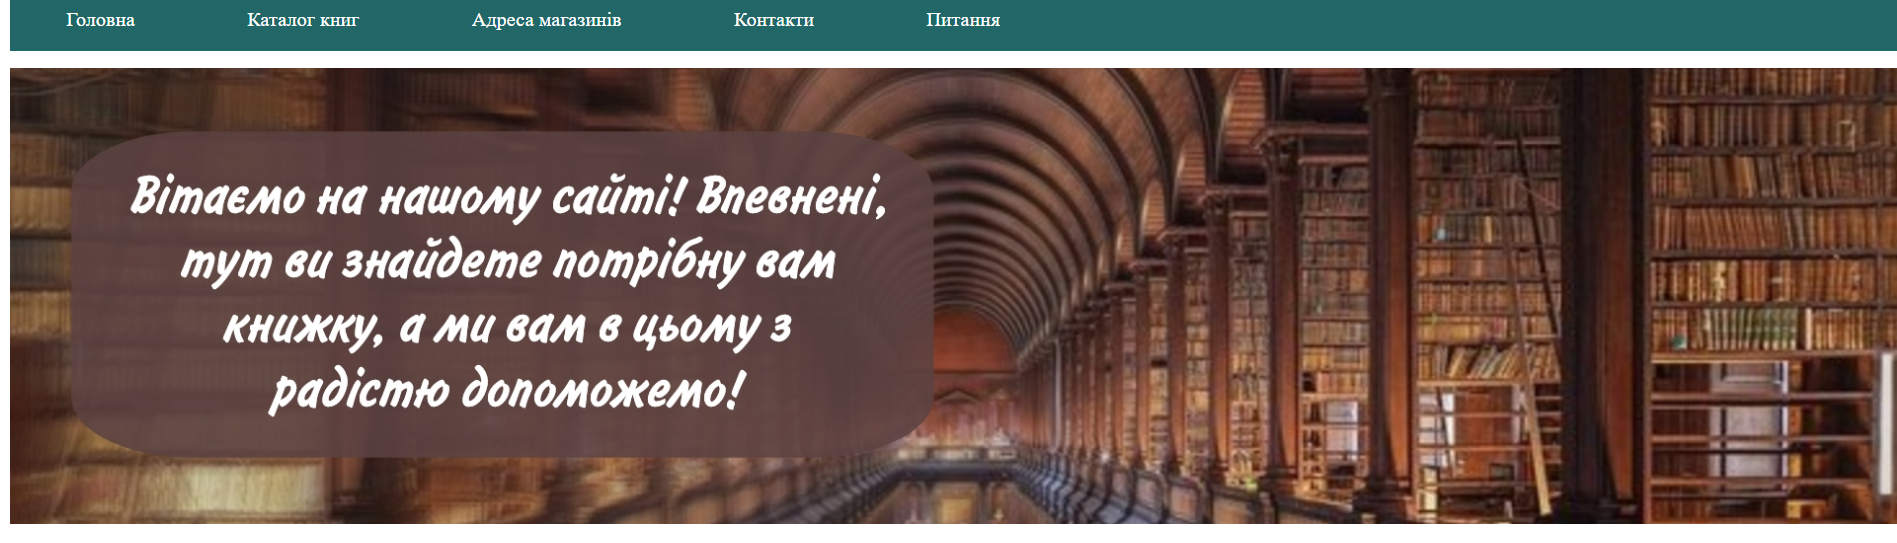 Головна Каталог книг Адреса магазинів Контакти Питання
Вітаємо на нашому сайті! Впевнені,
тут ви знайдете потрібну вам
книжку, а ми вам в цьому з
радістю допоможемо!